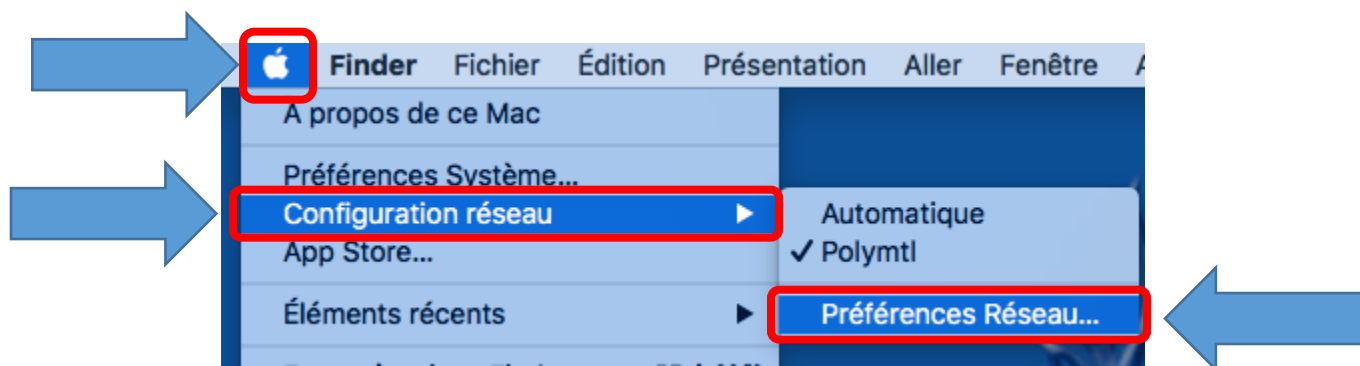 Finder Fichier Édition Présentation Aller Fenêtre
À propos de ce Mac
Préférences Système...
Configuration réseau
Automatique
App Store...
✓ Polymtl
Éléments récents
Préférences Réseau...